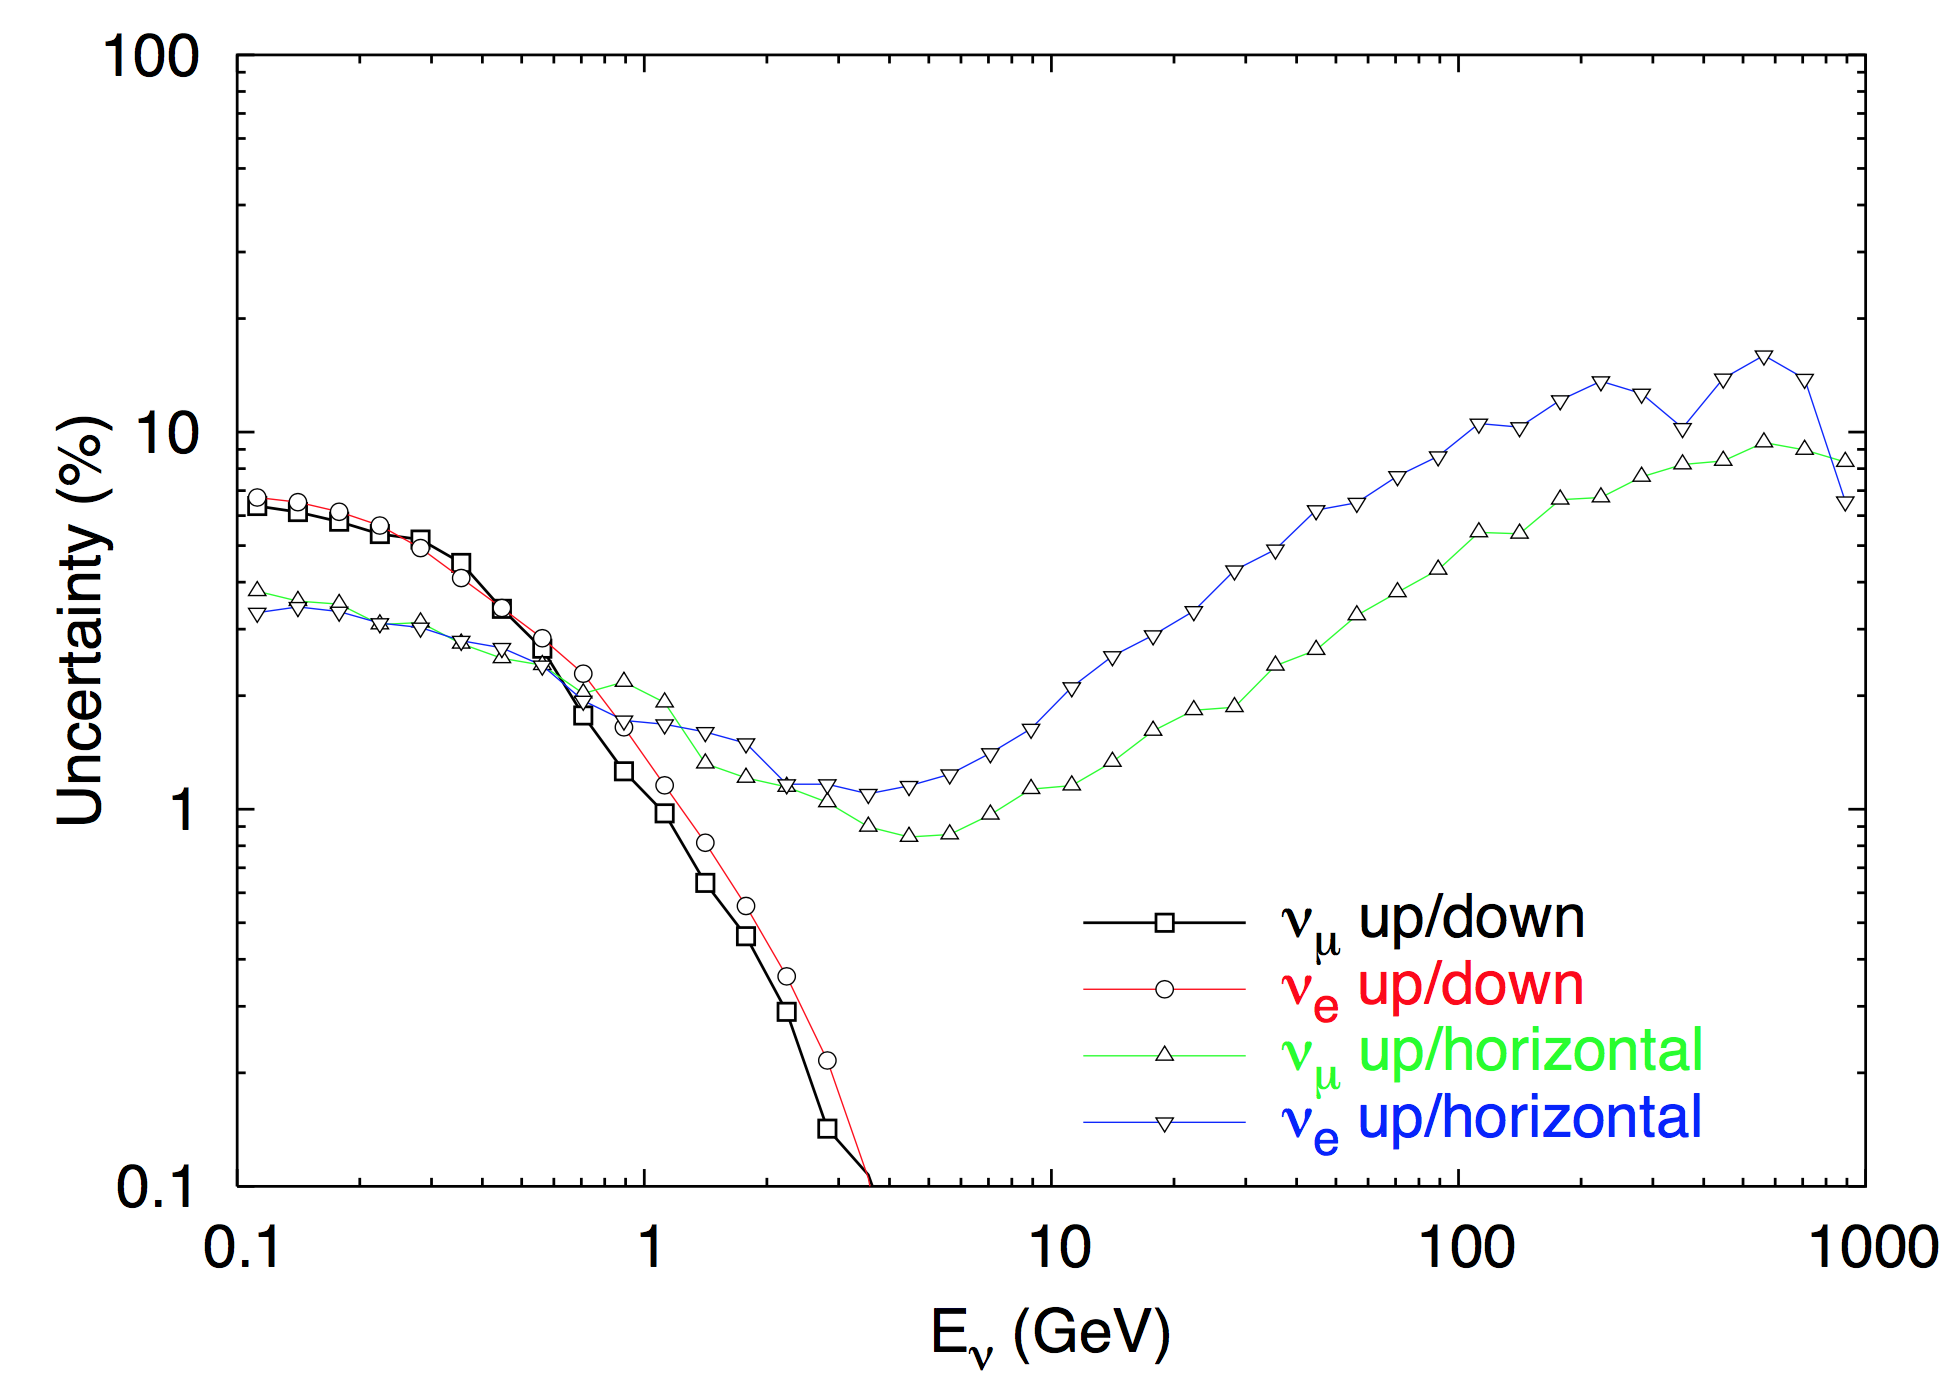 100
10
1
0.1
Uncertainty (%)
νμ up/down
νe up/down
νμ up/horizontal
νe up/horizontal
0.1 1 10 100 1000
Eν (GeV)